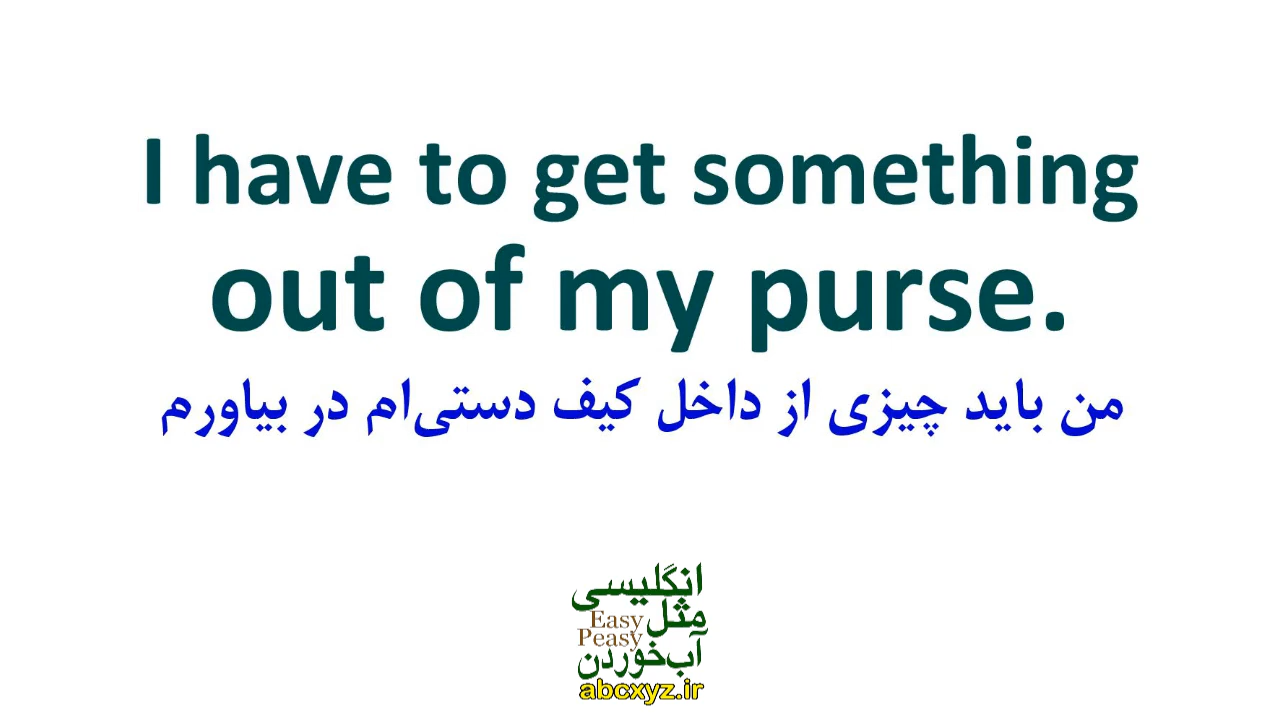 I have to get something
out of my purse.
من باید چیزی از داخل کیف دستی‌ام در بیاورم
انگلیسی
مثل
Easy
Peasy
آب‌خوردن
abcxyz.ir